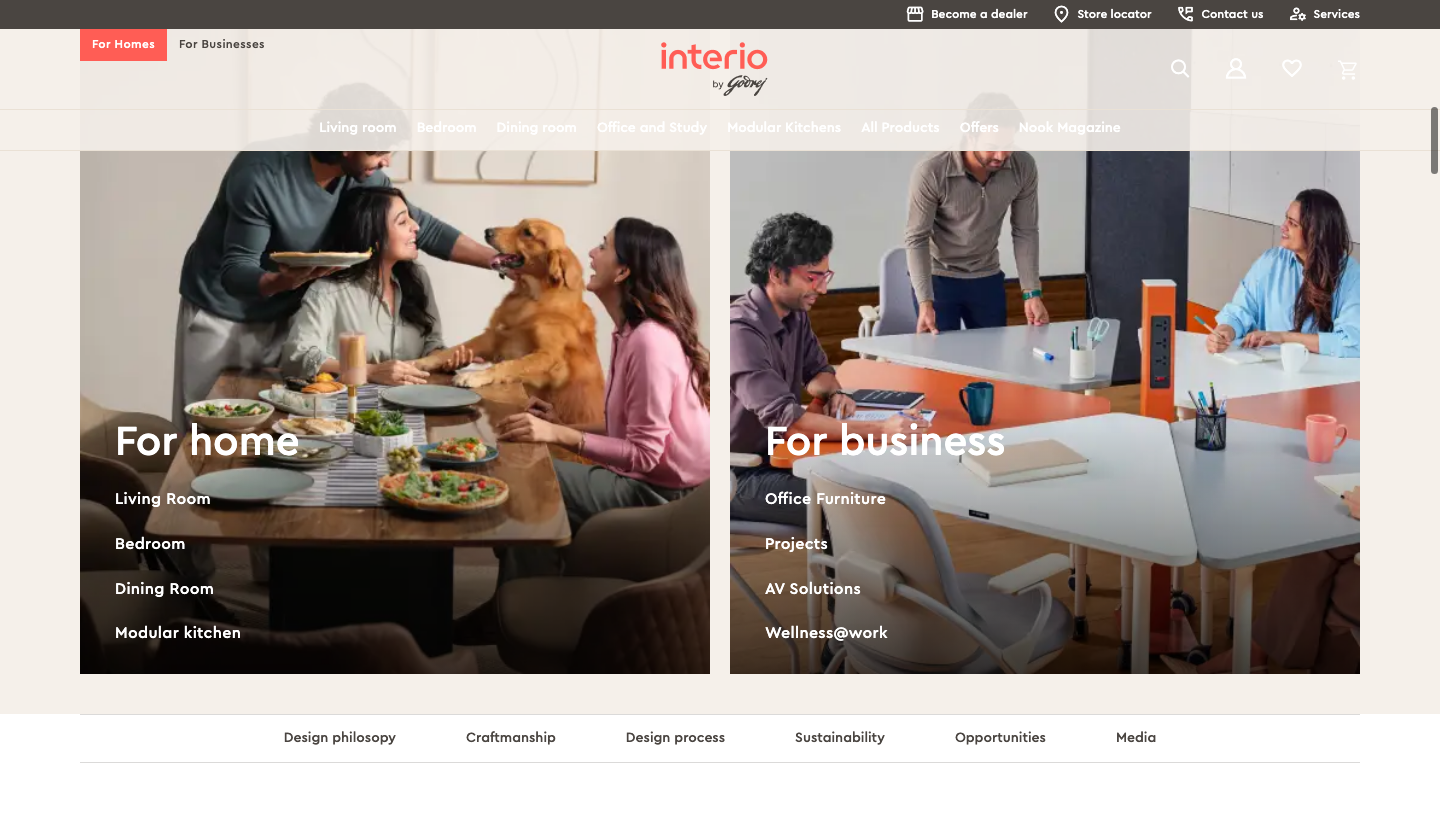 Become a dealer
Store locator
Contact us
Services
For Homes
For Businesses
interio
by Godrej
Living room
Bedroom
Dining room
Office and Study
Modular Kitchens
All Products
Offers
Nook Magazine
For home
Living Room
Bedroom
Dining Room
Modular kitchen
For business
Office Furniture
Projects
AV Solutions
Wellness@work
Design philosopy
Craftmanship
Design process
Sustainability
Opportunities
Media